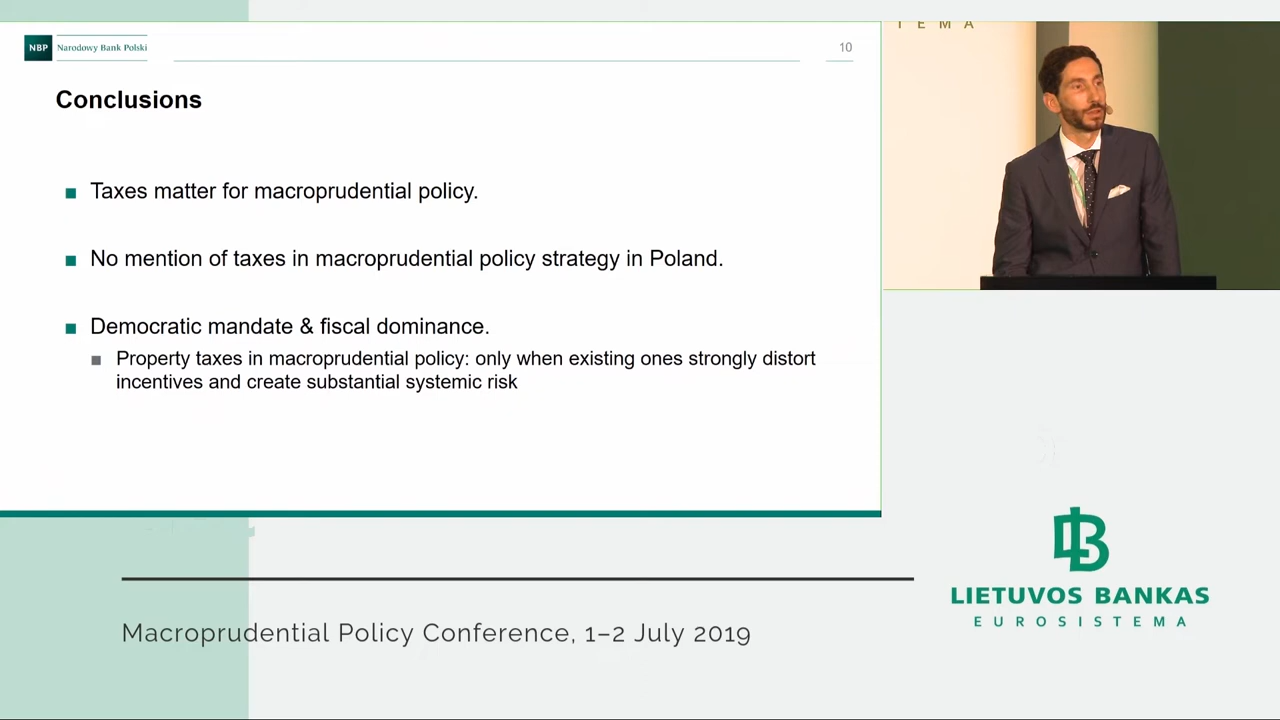 NBP Narodowy Bank Polski
10
Conclusions
Taxes matter for macroprudential policy.
No mention of taxes in macroprudential policy strategy in Poland.
Democratic mandate & fiscal dominance.
Property taxes in macroprudential policy: only when existing ones strongly distort
incentives and create substantial systemic risk
T E M A
LIETUVOS BANKAS
EUROSISTEMA
Macroprudential Policy Conference, 1–2 July 2019